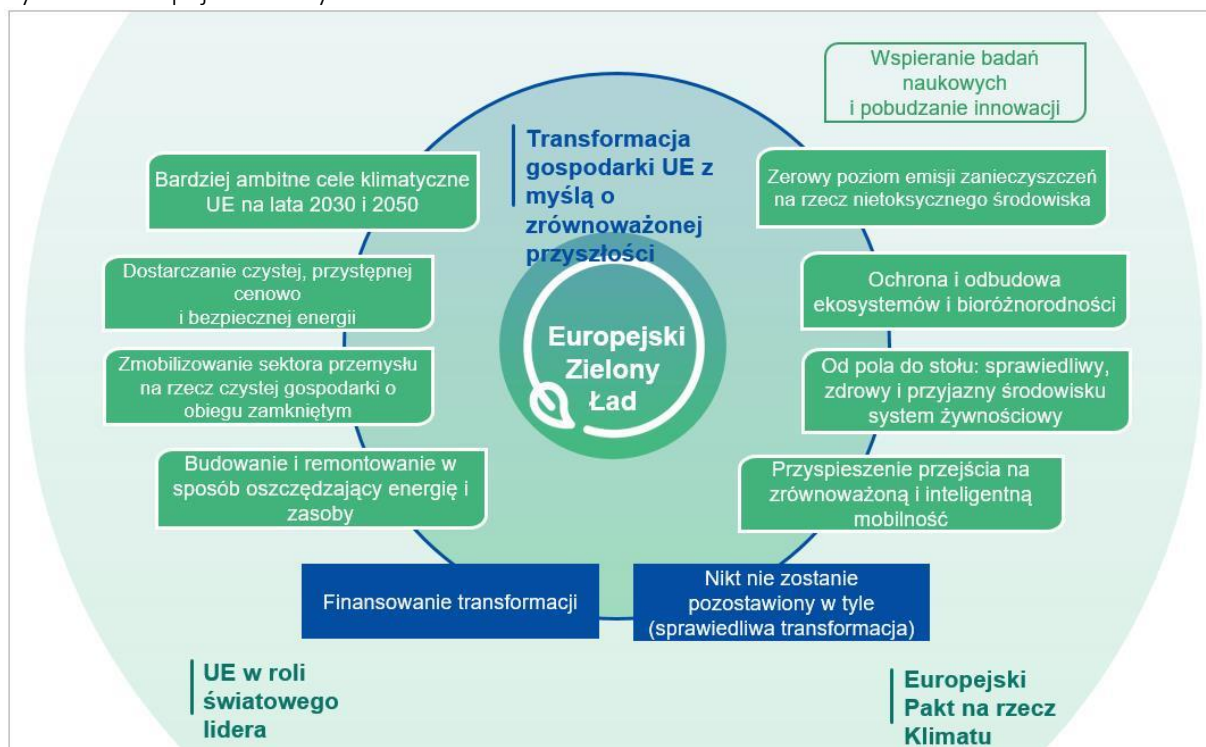 Wspieranie badań
naukowych
i pobudzanie innowacji
Transformacja
gospodarki UE z
myślą o
zrównoważonej
przyszłości
Bardziej ambitne cele klimatyczne
UE na lata 2030 i 2050
Zerowy poziom emisji zanieczyszczeń
na rzecz nietoksycznego środowiska
Dostarczanie czystej, przystępnej
cenowo
i bezpiecznej energii
Ochrona i odbudowa
ekosystemów i bioróżnorodności
Europejski
Zielony
Ład
Zmobilizowanie sektora przemysłu
na rzecz czystej gospodarki o
obiegu zamkniętym
Od pola do stołu: sprawiedliwy,
zdrowy i przyjazny środowisku
system żywnościowy
Budowanie i remontowanie w
sposób oszczędzający energię i
zasoby
Przyspieszenie przejścia na
zrównoważoną i inteligentną
mobilność
Finansowanie transformacji
Nikt nie zostanie
pozostawiony w tyle
(sprawiedliwa transformacja)
UE w roli
światowego
lidera
Europejski
Pakt na rzecz
Klimatu